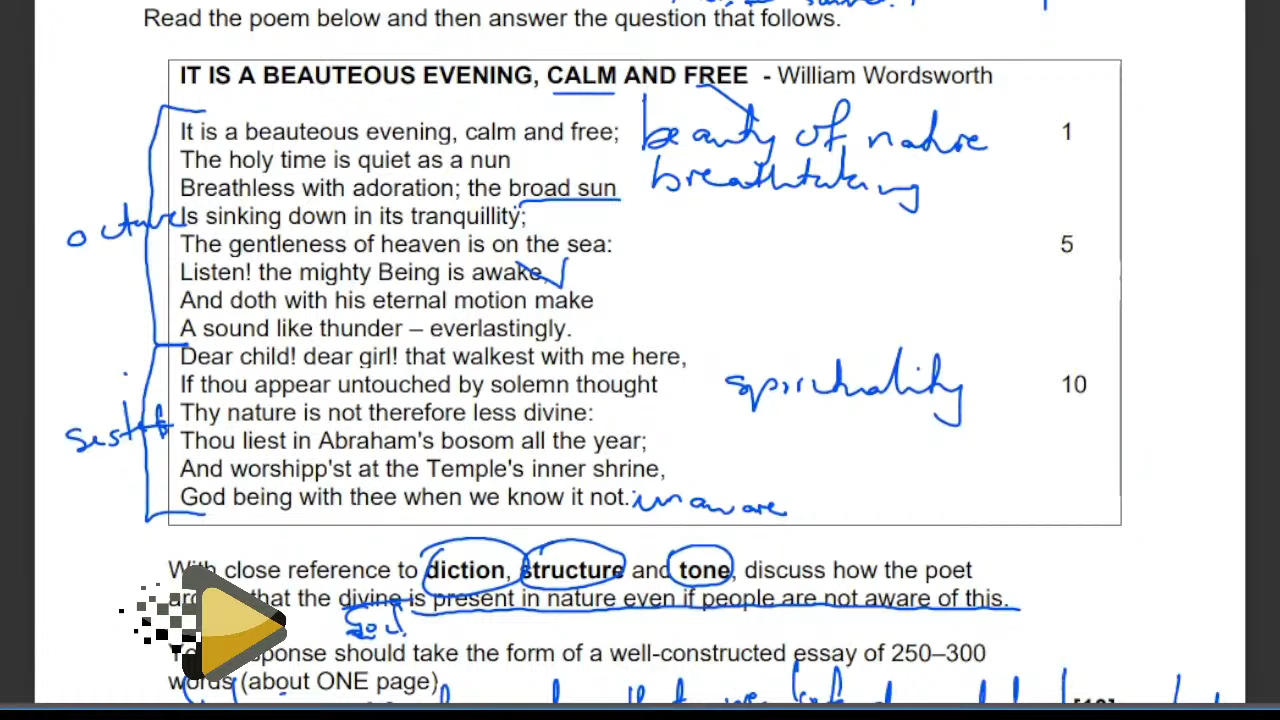 Read the poem below and then answer the question that follows.
IT IS A BEAUTEOUS EVENING, CALM AND FREE - William Wordsworth
It is a beauteous evening, calm and free; 1
beauty of nature
The holy time is quiet as a nun
Breathless with adoration; the broad sun
breathtaking
octave
Is sinking down in its tranquillity;
The gentleness of heaven is on the sea: 5
Listen! the mighty Being is awake,
And doth with his eternal motion make
A sound like thunder – everlastingly.
Dear child! dear girl! that walkest with me here,
If thou appear untouched by solemn thought 10
spirituality
Thy nature is not therefore less divine:
sestet
Thou liest in Abraham's bosom all the year;
And worshipp'st at the Temple's inner shrine,
God being with thee when we know it not.
unaware
With close reference to diction, structure and tone, discuss how the poet
that the divine is present in nature even if people are not aware of this.
God
response should take the form of a well-constructed essay of 250–300
words (about ONE page).
[10]